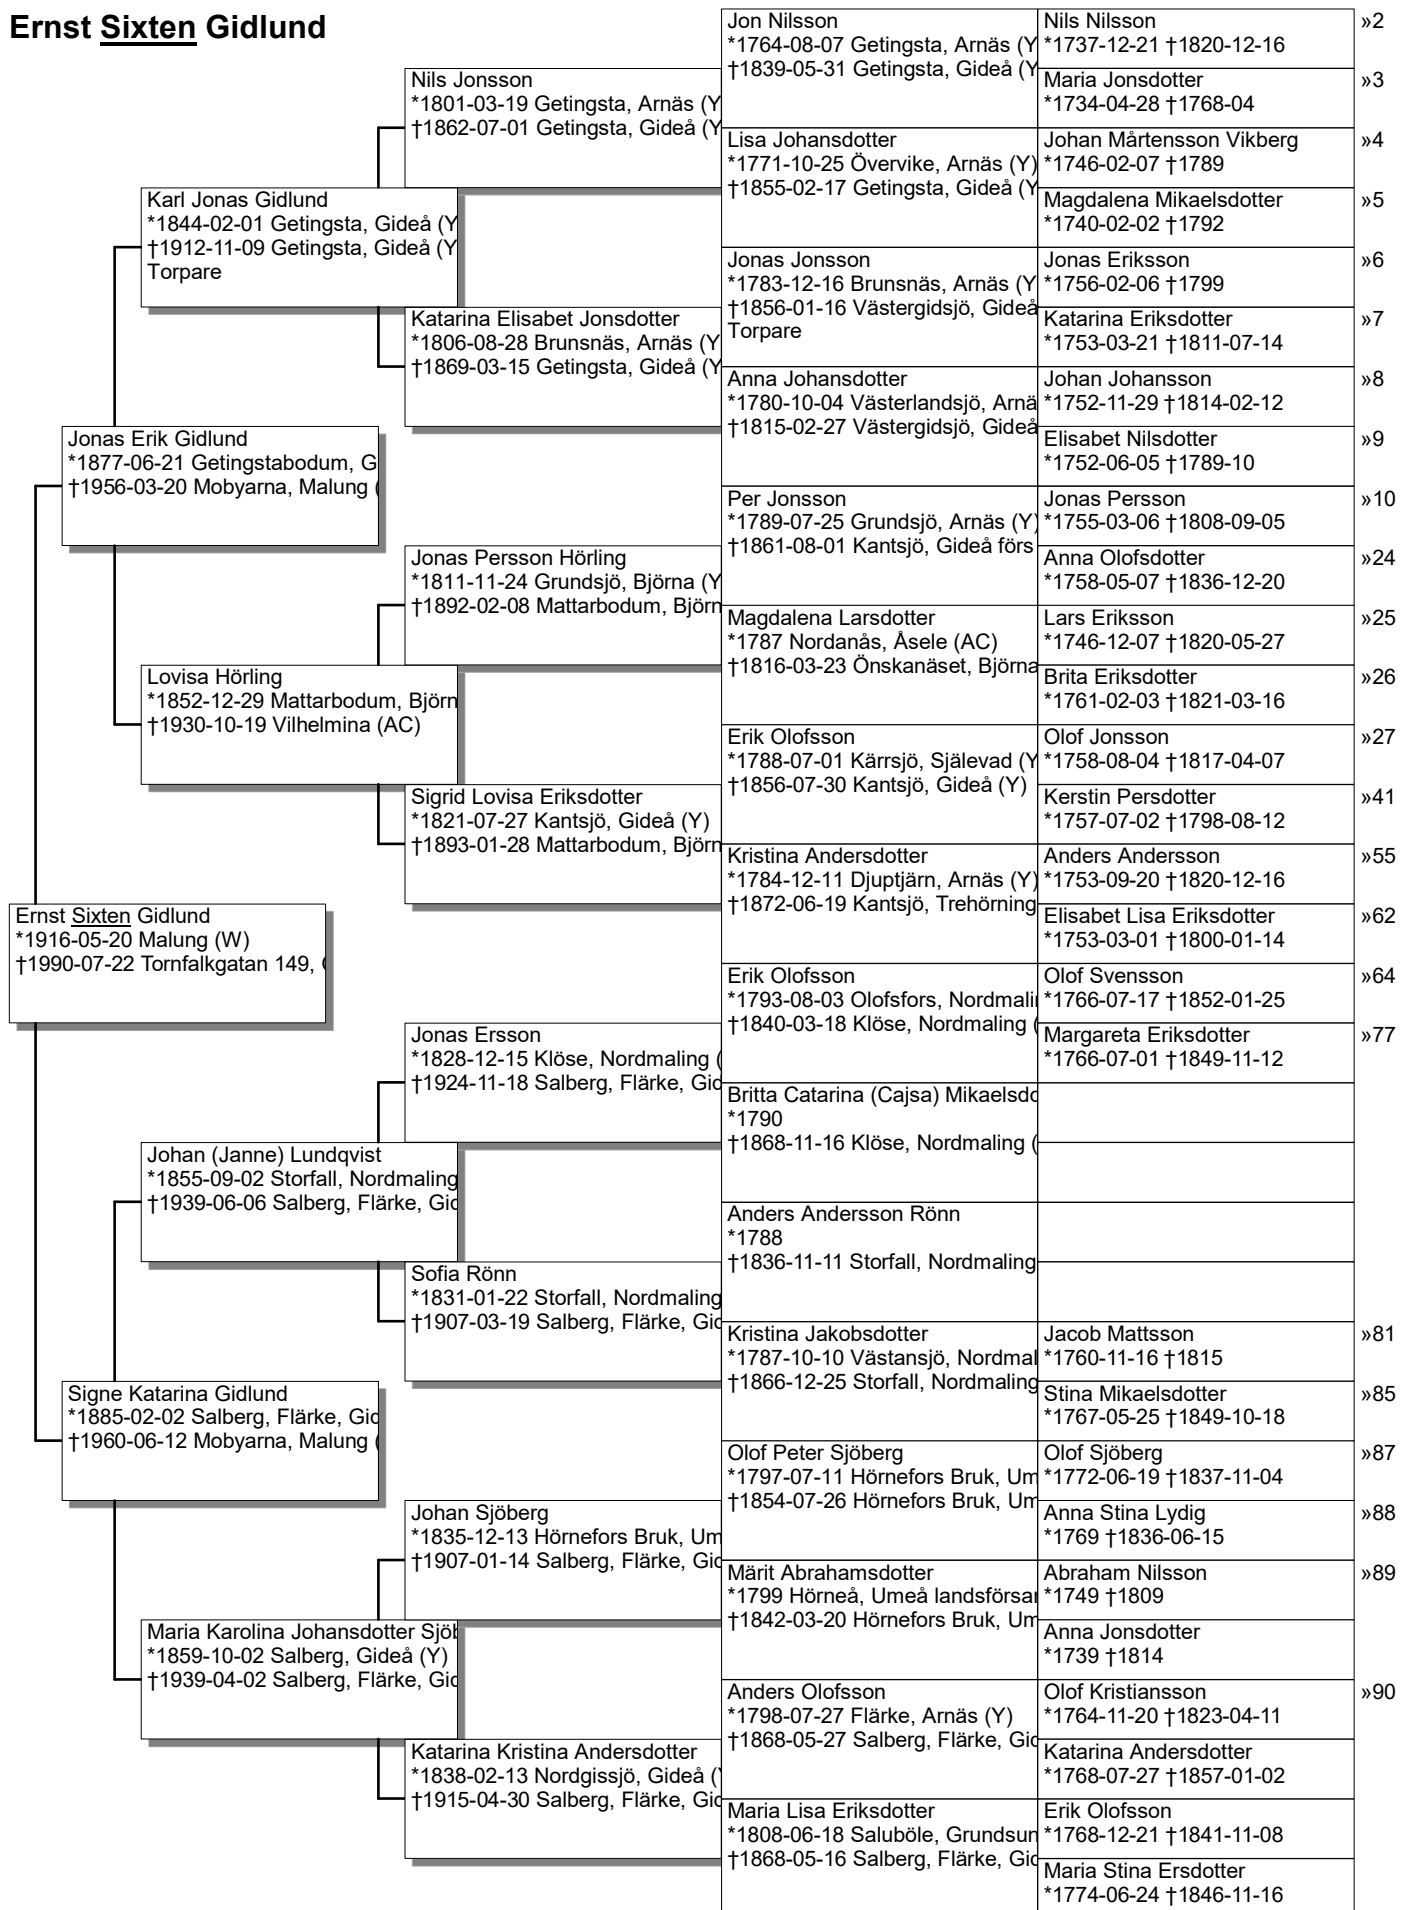 Ernst Sixten Gidlund
Ernst Sixten Gidlund
*1916-05-20 Malung (W)
†1990-07-22 Tornfalkgatan 149,
Jonas Erik Gidlund
*1877-06-21 Getingstabodum, G
†1956-03-20 Mobyarna, Malung (
Signe Katarina Gidlund
*1885-02-02 Salberg, Flärke, Gid
†1960-06-12 Mobyarna, Malung (
Karl Jonas Gidlund
*1844-02-01 Getingsta, Gideå (Y
†1912-11-09 Getingsta, Gideå (Y
Torpare
Lovisa Hörling
*1852-12-29 Mattarbodum, Björn
†1930-10-19 Vilhelmina (AC)
Johan (Janne) Lundqvist
*1855-09-02 Storfall, Nordmaling
†1939-06-06 Salberg, Flärke, Gid
Maria Karolina Johansdotter Sjöb
*1859-10-02 Salberg, Gideå (Y)
†1939-04-02 Salberg, Flärke, Gid
Nils Jonsson
*1801-03-19 Getingsta, Arnäs (Y
†1862-07-01 Getingsta, Gideå (Y
Katarina Elisabet Jonsdotter
*1806-08-28 Brunsnäs, Arnäs (Y
†1869-03-15 Getingsta, Gideå (Y
Jonas Persson Hörling
*1811-11-24 Grundsjö, Björna (Y
†1892-02-08 Mattarbodum, Björn
Sigrid Lovisa Eriksdotter
*1821-07-27 Kantsjö, Gideå (Y)
†1893-01-28 Mattarbodum, Björn
Jonas Ersson
*1828-12-15 Klöse, Nordmaling (
†1924-11-18 Salberg, Flärke, Gid
Sofia Rönn
*1831-01-22 Storfall, Nordmaling
†1907-03-19 Salberg, Flärke, Gid
Johan Sjöberg
*1835-12-13 Hörnefors Bruk, Um
†1907-01-14 Salberg, Flärke, Gid
Katarina Kristina Andersdotter
*1838-02-13 Nordgissjö, Gideå (
†1915-04-30 Salberg, Flärke, Gid
Jon Nilsson
*1764-08-07 Getingsta, Arnäs (Y
†1839-05-31 Getingsta, Gideå (Y
Lisa Johansdotter
*1771-10-25 Övervike, Arnäs (Y)
†1855-02-17 Getingsta, Gideå (Y
Jonas Jonsson
*1783-12-16 Brunsnäs, Arnäs (Y
†1856-01-16 Västergidsjö, Gideå
Torpare
Anna Johansdotter
*1780-10-04 Västerlandsjö, Arnä
†1815-02-27 Västergidsjö, Gideå
Per Jonsson
*1789-07-25 Grundsjö, Arnäs (Y)
†1861-08-01 Kantsjö, Gideå förs
Magdalena Larsdotter
*1787 Nordanås, Åsele (AC)
†1816-03-23 Önskanäset, Björna
Erik Olofsson
*1788-07-01 Kärrsjö, Själevad (Y
†1856-07-30 Kantsjö, Gideå (Y)
Kristina Andersdotter
*1784-12-11 Djuptjärn, Arnäs (Y)
†1872-06-19 Kantsjö, Trehörning
Erik Olofsson
*1793-08-03 Olofsfors, Nordmalin
†1840-03-18 Klöse, Nordmaling (
Britta Catarina (Cajsa) Mikaelsdo
*1790
†1868-11-16 Klöse, Nordmaling (
Anders Andersson Rönn
*1788
†1836-11-11 Storfall, Nordmaling
Kristina Jakobsdotter
*1787-10-10 Västansjö, Nordmal
†1866-12-25 Storfall, Nordmaling
Olof Peter Sjöberg
*1797-07-11 Hörnefors Bruk, Um
†1854-07-26 Hörnefors Bruk, Um
Märit Abrahamsdotter
*1799 Hörneå, Umeå landsförsar
†1842-03-20 Hörnefors Bruk, Um
Anders Olofsson
*1798-07-27 Flärke, Arnäs (Y)
†1868-05-27 Salberg, Flärke, Gid
Maria Lisa Eriksdotter
*1808-06-18 Saluböle, Grundsun
†1868-05-16 Salberg, Flärke, Gid
Nils Nilsson »2
*1737-12-21 †1820-12-16
Maria Jonsdotter »3
*1734-04-28 †1768-04
Johan Mårtensson Vikberg »4
*1746-02-07 †1789
Magdalena Mikaelsdotter »5
*1740-02-02 †1792
Jonas Eriksson »6
*1756-02-06 †1799
Katarina Eriksdotter »7
*1753-03-21 †1811-07-14
Johan Johansson »8
*1752-11-29 †1814-02-12
Elisabet Nilsdotter »9
*1752-06-05 †1789-10
Jonas Persson »10
*1755-03-06 †1808-09-05
Anna Olofsdotter »24
*1758-05-07 †1836-12-20
Lars Eriksson »25
*1746-12-07 †1820-05-27
Brita Eriksdotter »26
*1761-02-03 †1821-03-16
Olof Jonsson »27
*1758-08-04 †1817-04-07
Kerstin Persdotter »41
*1757-07-02 †1798-08-12
Anders Andersson »55
*1753-09-20 †1820-12-16
Elisabet Lisa Eriksdotter »62
*1753-03-01 †1800-01-14
Olof Svensson »64
*1766-07-17 †1852-01-25
Margareta Eriksdotter »77
*1766-07-01 †1849-11-12
Jacob Mattsson »81
*1760-11-16 †1815
Stina Mikaelsdotter »85
*1767-05-25 †1849-10-18
Olof Sjöberg »87
*1772-06-19 †1837-11-04
Anna Stina Lydig »88
*1769 †1836-06-15
Abraham Nilsson »89
*1749 †1809
Anna Jonsdotter
*1739 †1814
Olof Kristiansson »90
*1764-11-20 †1823-04-11
Katarina Andersdotter
*1768-07-27 †1857-01-02
Erik Olofsson
*1768-12-21 †1841-11-08
Maria Stina Ersdotter
*1774-06-24 †1846-11-16